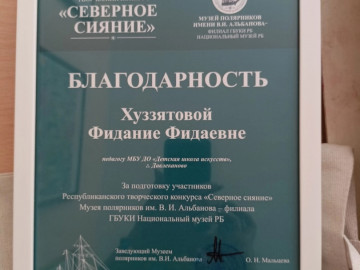 «СЕВЕРНОЕ
СИЯНИЕ»
МУЗЕЙ ПОЛЯРНИКОВ
ИМЕНИ В.И. АЛЬБАНОВА-
ФИЛИАЛ ГБУКИ РБ
НАЦИОНАЛЬНЫЙ МУЗЕЙ РБ
БЛАГОДАРНОСТЬ
Хуззятовой
Фидание Фидаевне
педагогу МБУ ДО «Детская школа искусств»,
г. Давлеканово
За подготовку участников
Республиканского творческого конкурса «Северное сияние»
Музея полярников им. В. И. Альбанова – филиала
ГБУКИ Национальный музей РБ
Заведующий Музеем
полярников им. В.И. Альбанова
О. Н. Мальцева